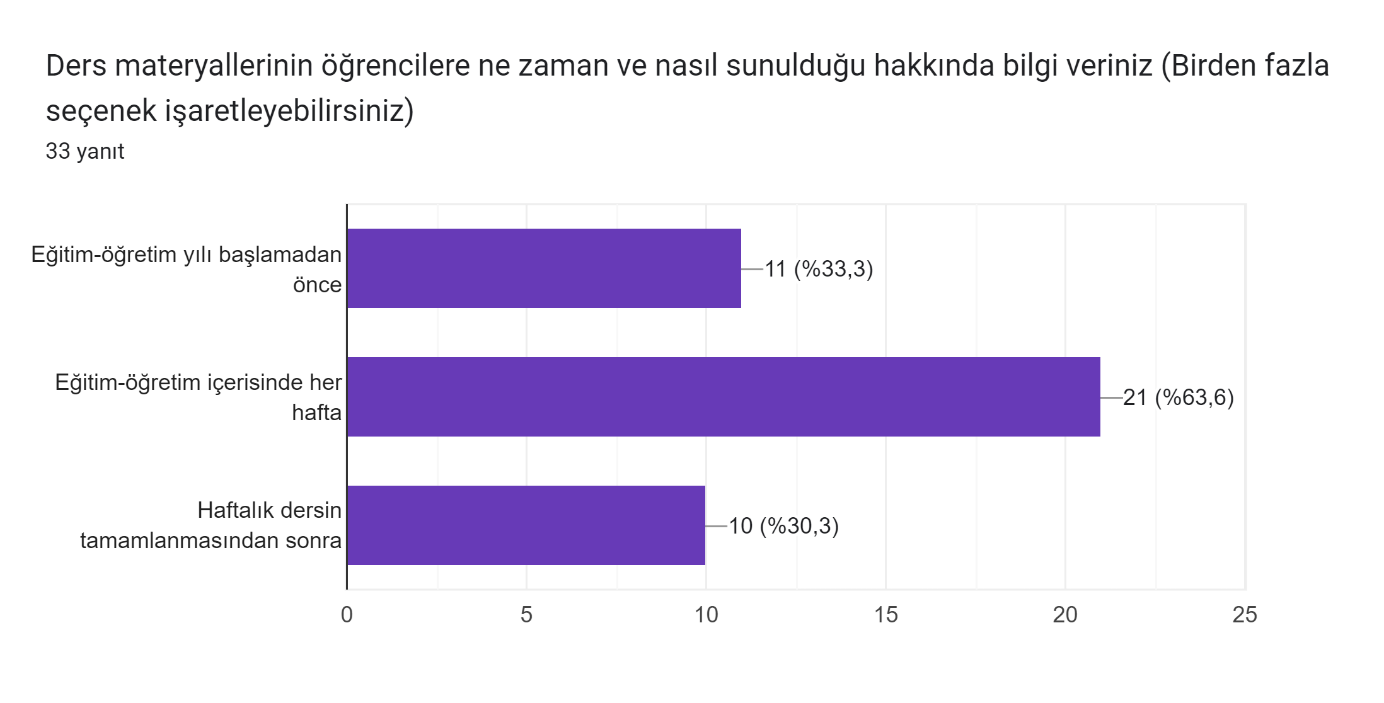 Ders materyallerinin öğrencilere ne zaman ve nasıl sunulduğu hakkında bilgi veriniz (Birden fazla
seçenek işaretleyebilirsiniz)
33 yanıt
Eğitim-öğretim yılı başlamadan
önce
11 (%33,3)
Eğitim-öğretim içerisinde her
hafta
21 (%63,6)
Haftalık dersin
tamamlanmasından sonra
10 (%30,3)
0 5 10 15 20 25